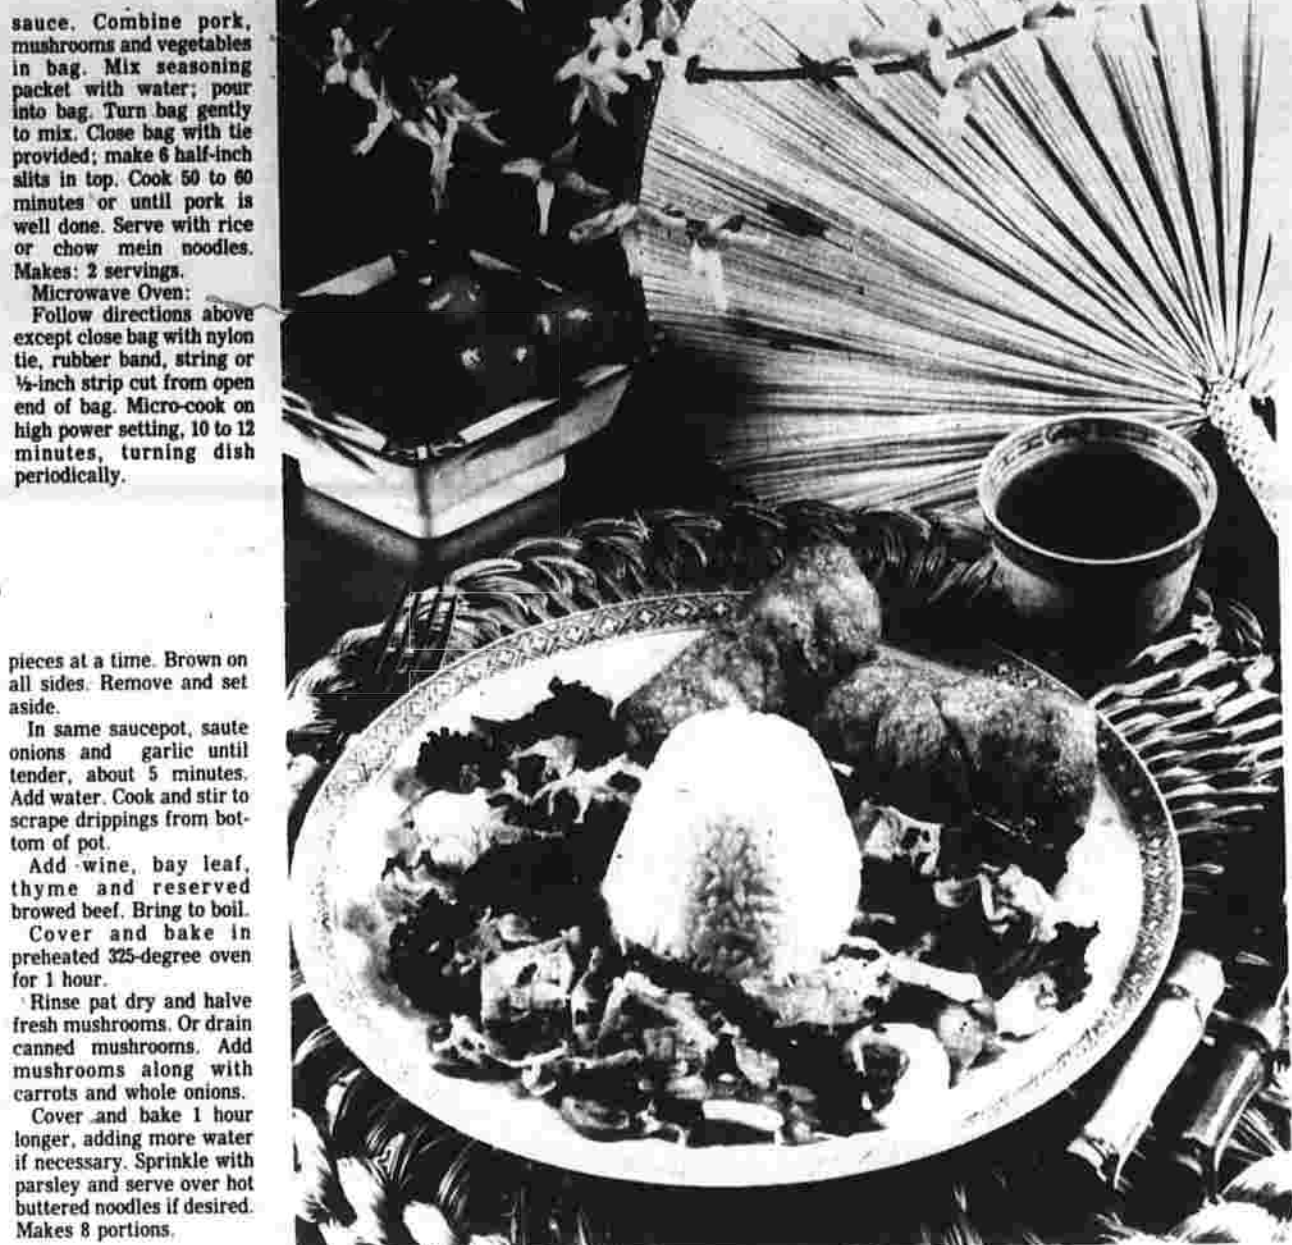 sauce. Combine pork,
mushrooms and vegetables
in bag. Mix seasoning
packet with water; pour
into bag. Turn bag gently
to mix. Close bag with tie
provided; make 6 half-inch
slits in top. Cook 50 to 60
minutes or until pork is
well done. Serve with rice
or chow mein noodles.
Makes: 2 servings.
Microwave Oven:
Follow directions above
except close bag with nylon
tie, rubber band, string or
½-inch strip cut from open
end of bag. Micro-cook on
high power setting, 10 to 12
minutes, turning dish
periodically.
pieces at a time. Brown on
all sides. Remove and set
aside.
In same saucepot, saute
onions and garlic until
tender, about 5 minutes.
Add water. Cook and stir to
scrape drippings from bot-
tom of pot.
Add wine, bay leaf,
thyme and reserved
browed beef. Bring to boil.
Cover and bake in
preheated 325-degree oven
for 1 hour.
Rinse pat dry and halve
fresh mushrooms. Or drain
canned mushrooms. Add
mushrooms along with
carrots and whole onions.
Cover and bake 1 hour
longer, adding more water
if necessary. Sprinkle with
parsley and serve over hot
buttered noodles if desired.
Makes 8 portions.